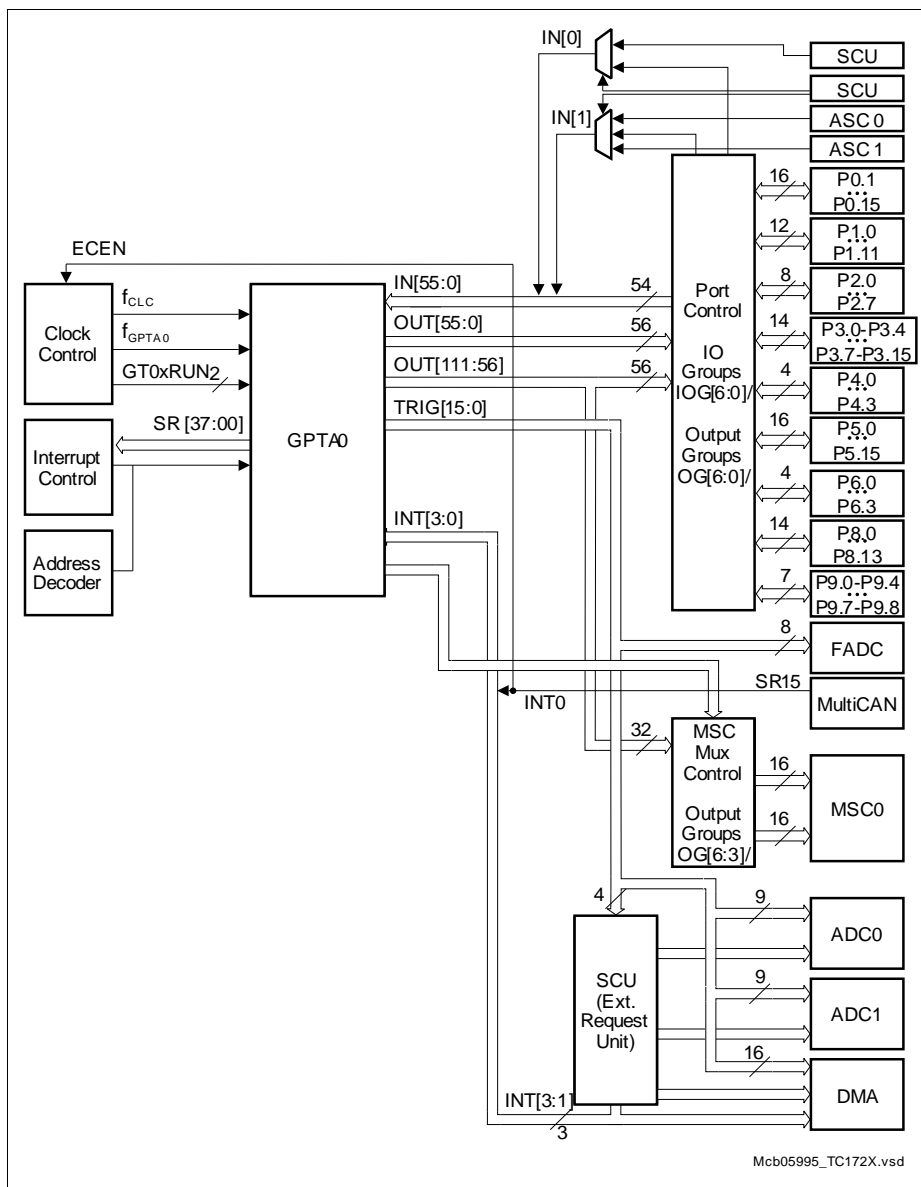 IN[0]
SCU
SCU
IN[1]
ASC 0
ASC 1
16
P0.1
...
P0.15
12
P1.0
...
P1.11
ECEN
8
P2.0
...
P2.7
Clock
Control
fCLC
fGPTA0
GT0xRUN
2
SR [37:00]
Interrupt
Control
Address
Decoder
GPTA0
IN[55:0]
54
OUT[55:0]
56
OUT[111:56]
56
TRIG[15:0]
INT[3:0]
Port
Control
IO
Groups
IOG[6:0]/
Output
Groups
OG[6:0]/
14
P3.0-P3.4
...
P3.7-P3.15
4
P4.0
...
P4.3
16
P5.0
...
P5.15
4
P6.0
...
P6.3
14
P8.0
...
P8.13
7
P9.0-P9.4
...
P9.7-P9.8
8
FADC
SR15
MultiCAN
INT0
32
MSC
Mux
Control
Output
Groups
OG[6:3]/
16
16
MSC0
4
9
ADC0
SCU
(Ext.
Request
Unit)
9
ADC1
16
DMA
INT[3:1]
3
Mcb05995_TC172X.vsd